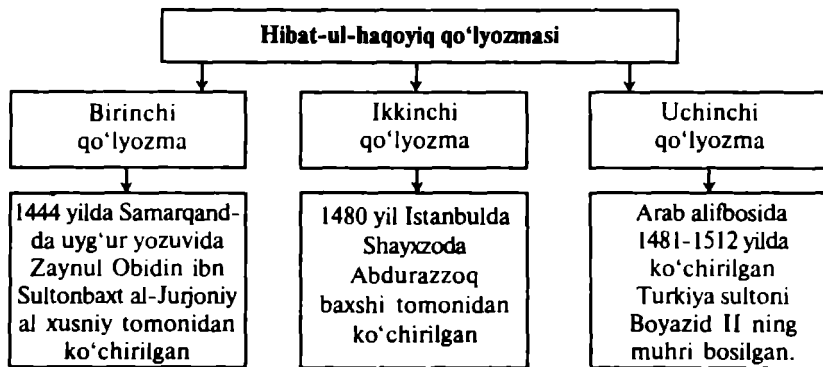 Hibat-ul-haqoyiq qo‘lyozmasi
Birinchi
qo‘lyozma
Ikkinchi
qo‘lyozma
Uchinchi
qo‘lyozma
1444 yilda Samarqand-
da uyg‘ur yozuvida
Zaynul Obidin ibn
Sultonbaxt al-Jurjoniy
al xusniy tomonidan
ko‘chirilgan
1480 yil Istanbulda
Shayxzoda
Abdurazzoq
baxshi tomonidan
ko‘chirilgan
Arab alifbosida
1481-1512 yilda
ko‘chirilgan
Turkiya sultoni
Boyazid II ning
muhri bosilgan.